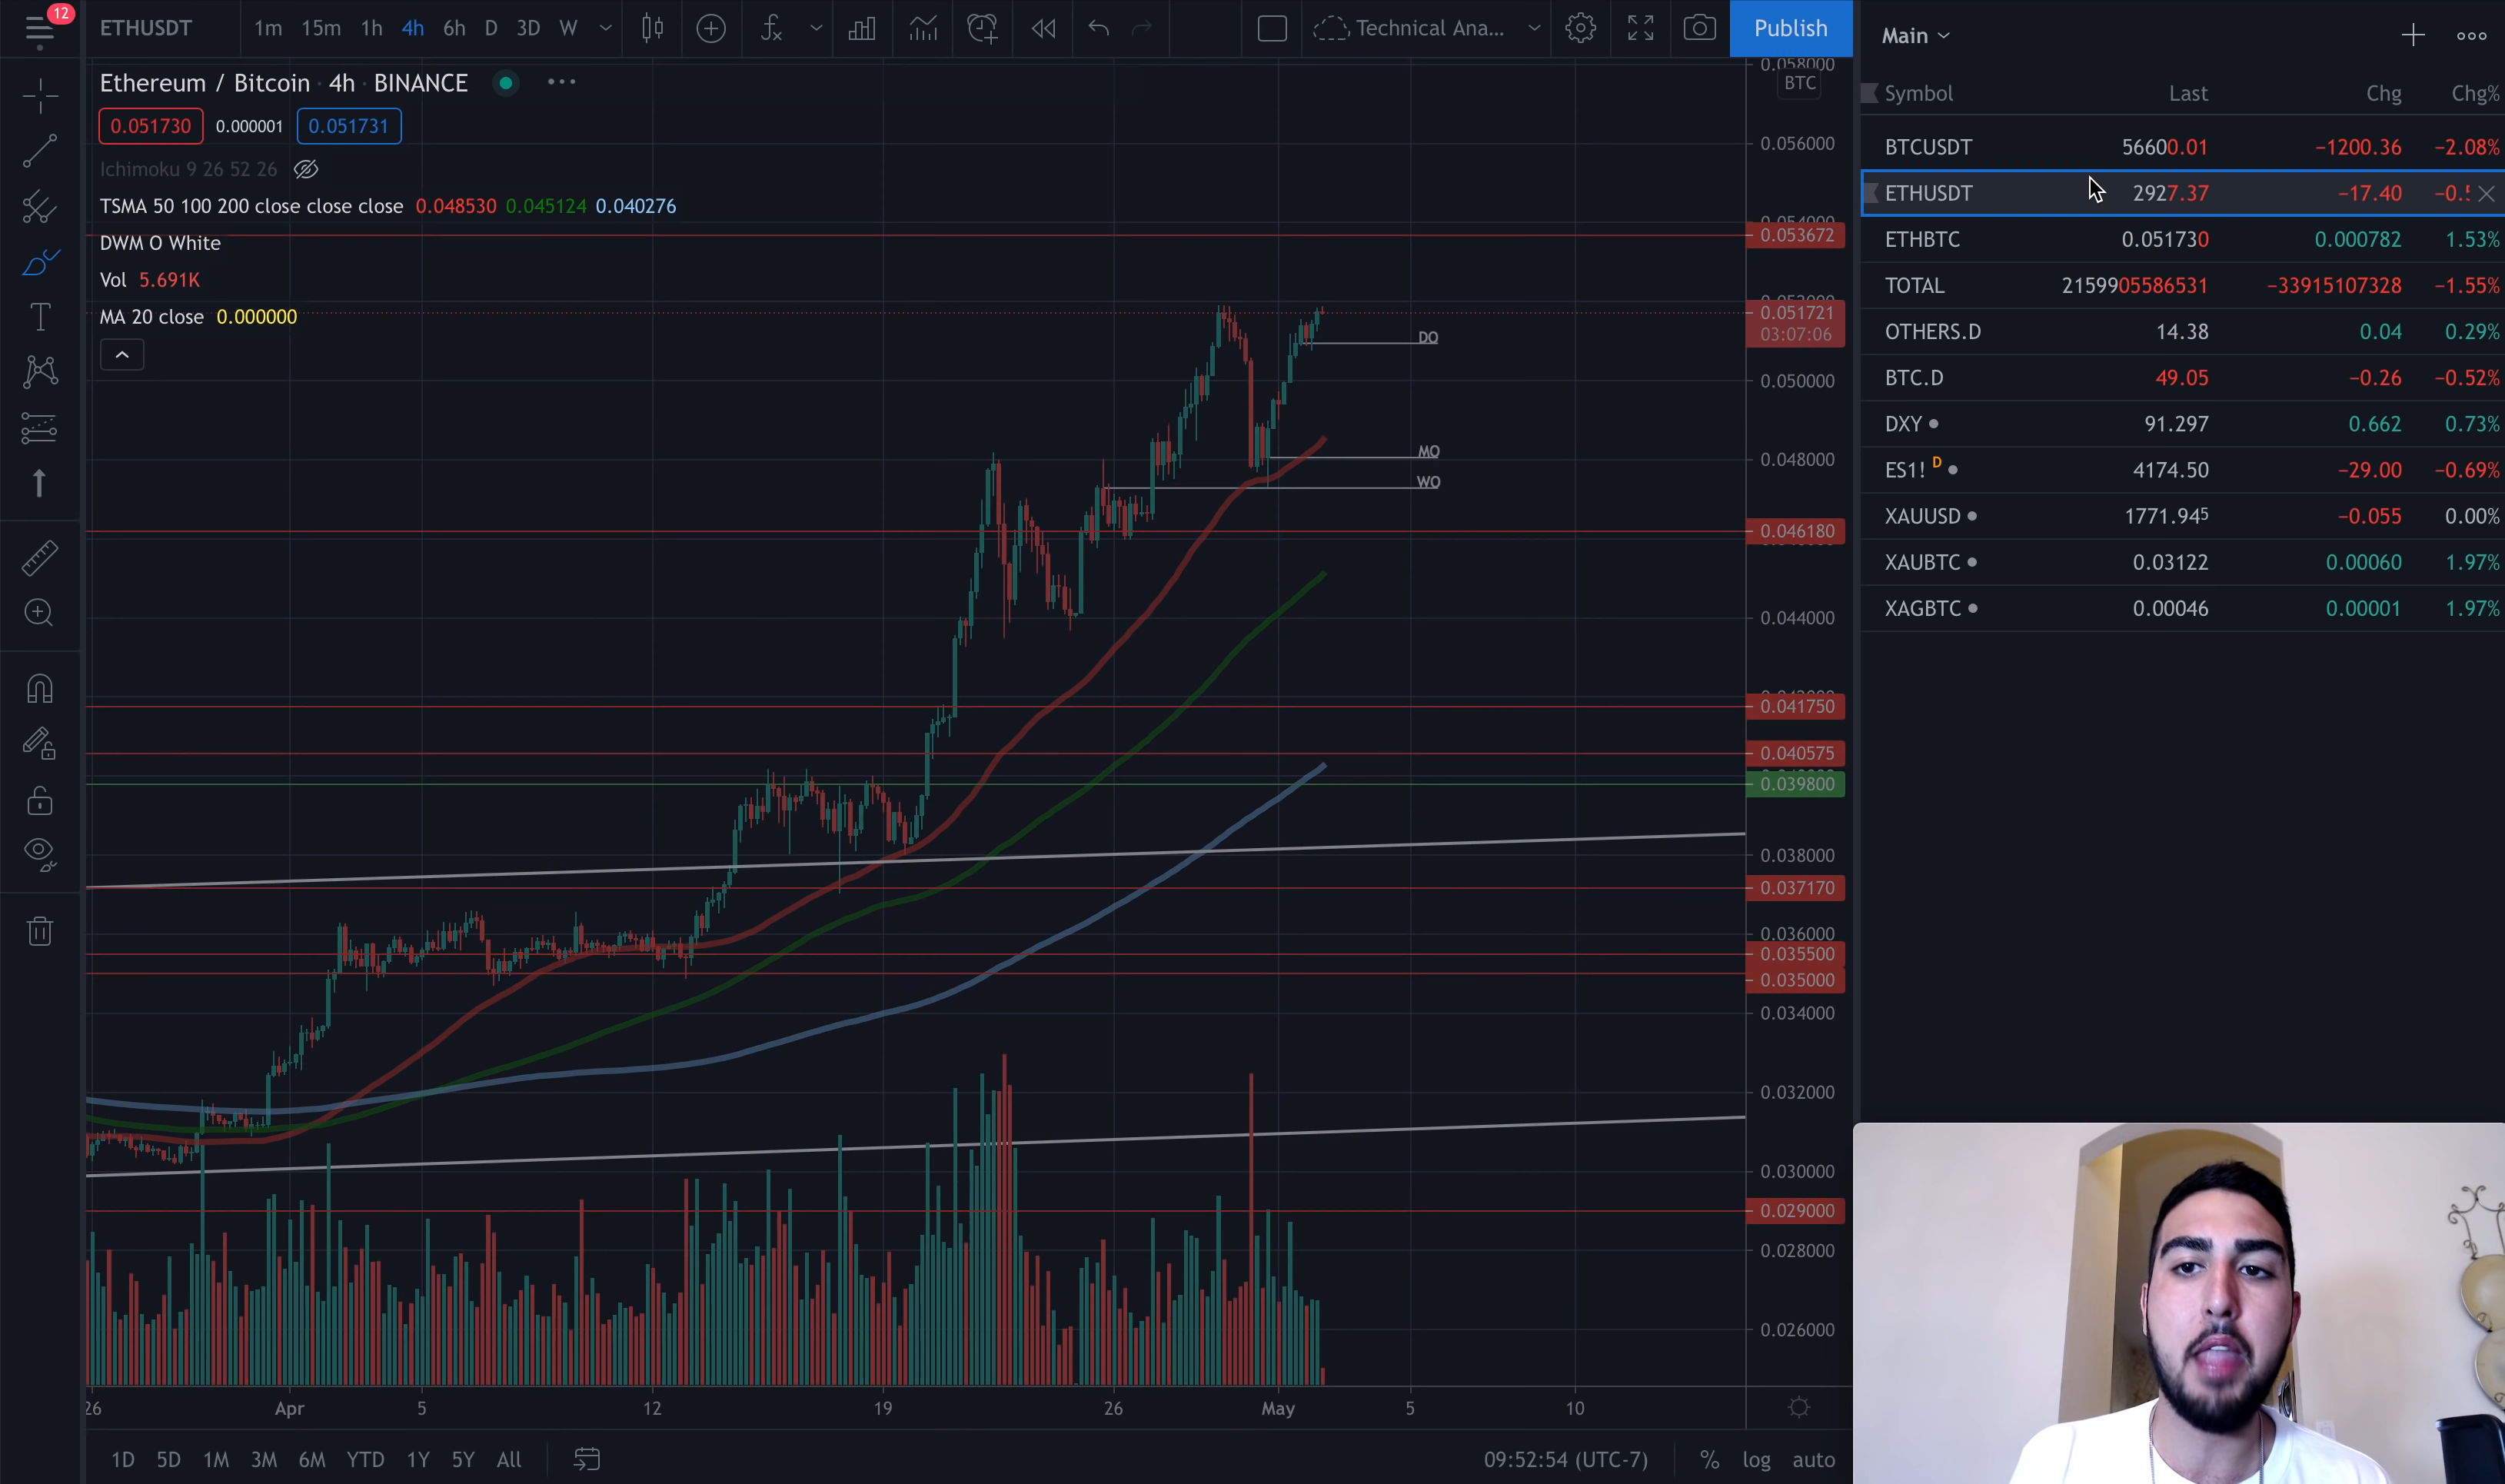 12
ETHUSDT 1m 15m 1h 4h 6h D 3D W Technical Ana... Publish
Ethereum / Bitcoin · 4h · BINANCE
0.051730 0.000001 0.051731
Ichimoku 9 26 52 26
TSMA 50 100 200 close close close 0.048530 0.045124 0.040276
DWM O White
Vol 5.691K
MA 20 close 0.000000
DO
MO
WO
0.058000
BTC
0.056000
0.054000
0.053672
0.051721
03:07:06
0.050000
0.048000
0.046180
0.044000
0.041750
0.040575
0.039800
0.038000
0.037170
0.036000
0.035500
0.035000
0.034000
0.032000
0.030000
0.029000
0.028000
0.026000
26 Apr 5 12 19 26 May 5 10
1D 5D 1M 3M 6M YTD 1Y 5Y All 09:52:54 (UTC-7) % log auto
Main
Symbol Last Chg Chg%
BTCUSDT 56600.01 −1200.36 −2.08%
ETHUSDT 2927.37 −17.40
ETHBTC 0.051730 0.000782 1.53%
TOTAL 2159905586531 −33915107328 −1.55%
OTHERS.D 14.38 0.04 0.29%
BTC.D 49.05 −0.26 −0.52%
DXY 91.297 0.662 0.73%
ES1! D 4174.50 −29.00 −0.69%
XAUUSD 1771.945 −0.055 0.00%
XAUBTC 0.03122 0.00060 1.97%
XAGBTC 0.00046 0.00001 1.97%